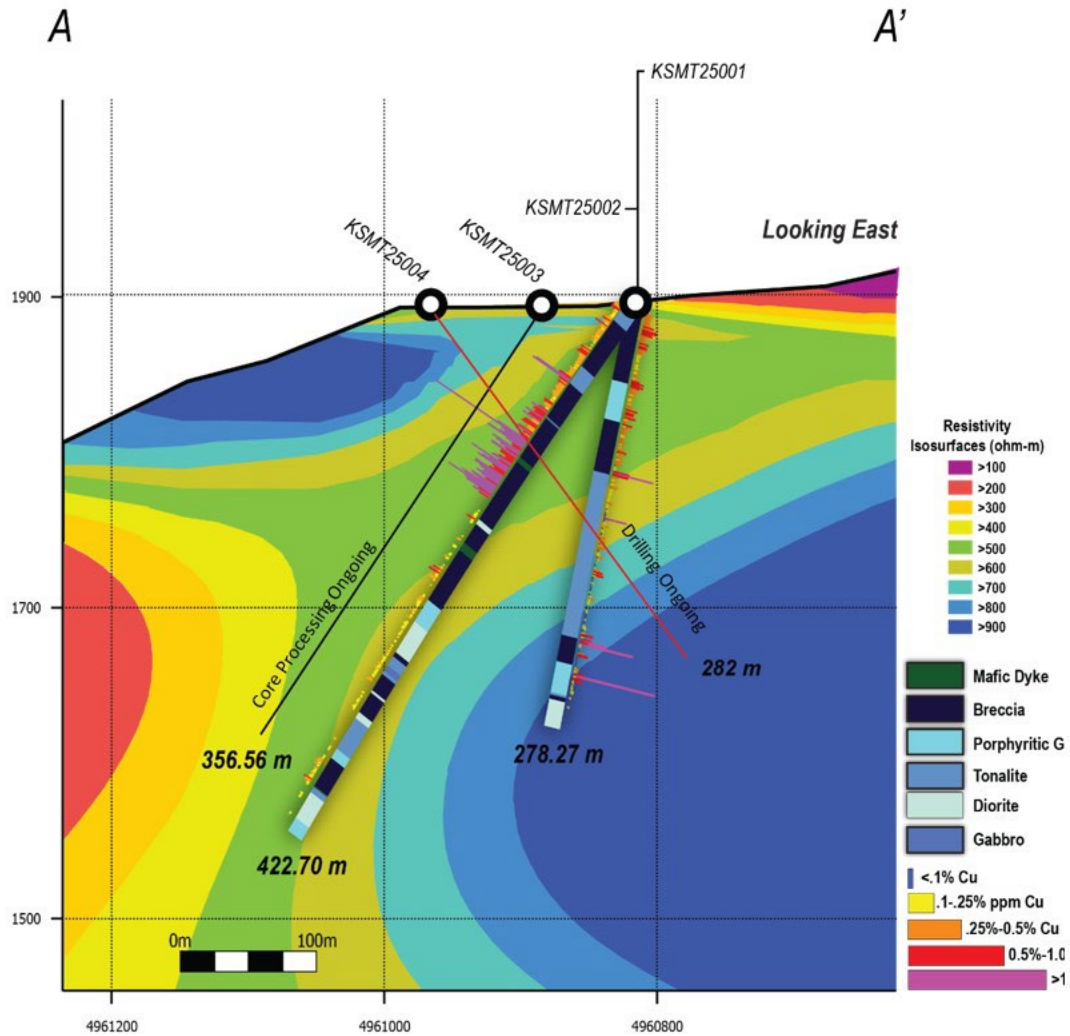 A A'
KSMT25001
KSMT25002
Looking East
KSMT25004
KSMT25003
1900
1700
1500
Core Processing Ongoing
Drilling Ongoing
282 m
356.56 m
278.27 m
422.70 m
0m 100m
4961200 4961000 4960800
Resistivity
Isosurfaces (ohm-m)
>100
>200
>300
>400
>500
>600
>700
>800
>900
Mafic Dyke
Breccia
Porphyritic G
Tonalite
Diorite
Gabbro
<.1% Cu
.1-.25% ppm Cu
.25%-0.5% Cu
0.5%-1.0
>1